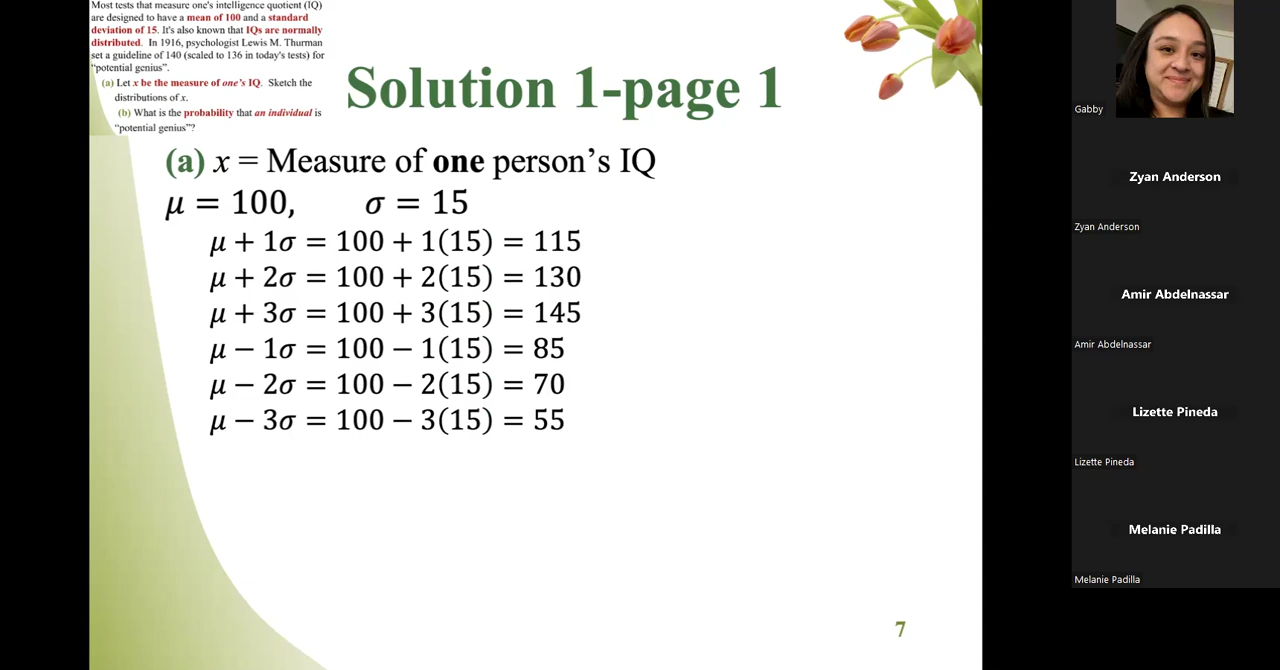 Most tests that measure one's intelligence quotient (IQ)
are designed to have a mean of 100 and a standard
deviation of 15. It's also known that IQs are normally
distributed. In 1916, psychologist Lewis M. Thurman
set a guideline of 140 (scaled to 136 in today's tests) for
"potential genius".
(a) Let x be the measure of one's IQ. Sketch the
distributions of x.
(b) What is the probability that an individual is
"potential genius"?
Solution 1-page 1
(a) x = Measure of one person's IQ
μ = 100, σ = 15
μ + 1σ = 100 + 1(15) = 115
μ + 2σ = 100 + 2(15) = 130
μ + 3σ = 100 + 3(15) = 145
μ − 1σ = 100 − 1(15) = 85
μ − 2σ = 100 − 2(15) = 70
μ − 3σ = 100 − 3(15) = 55
7
Gabby
Zyan Anderson
Zyan Anderson
Amir Abdelnassar
Amir Abdelnassar
Lizette Pineda
Lizette Pineda
Melanie Padilla
Melanie Padilla